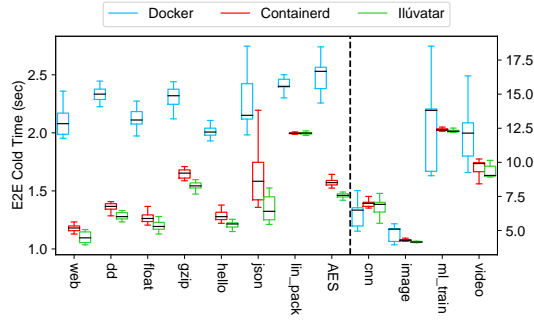 Docker Containerd Ilúvatar
E2E Cold Time (sec)
2.5
2.0
1.5
1.0
17.5
15.0
12.5
10.0
7.5
5.0
web
dd
float
gzip
hello
json
lin_pack
AES
cnn
image
ml_train
video